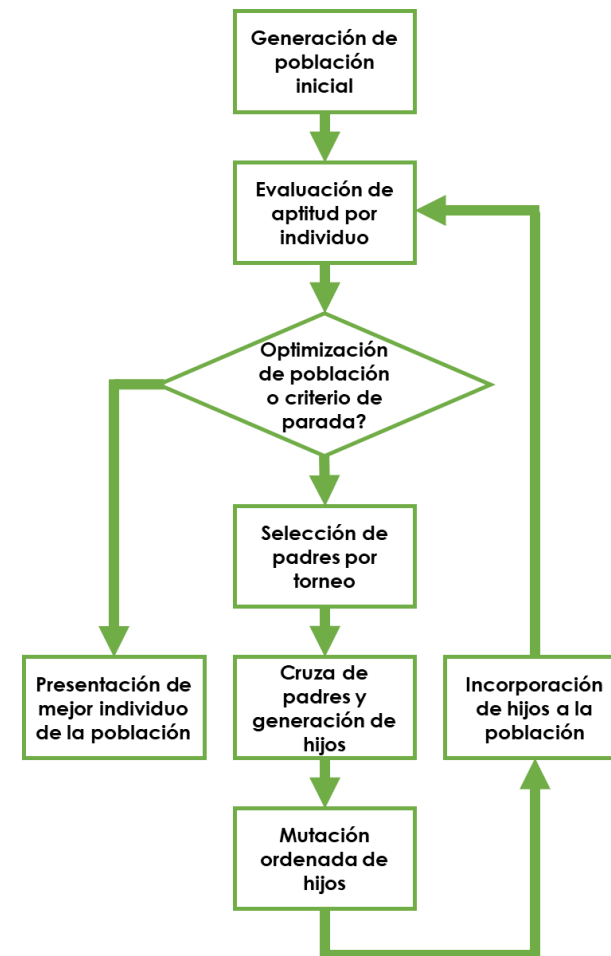 Generación de
población
inicial
Evaluación de
aptitud por
individuo
Optimización
de población
o criterio de
parada?
Selección de
padres por
torneo
Presentación de
mejor individuo
de la población
Cruza de
padres y
generación de
hijos
Incorporación
de hijos a la
población
Mutación
ordenada de
hijos